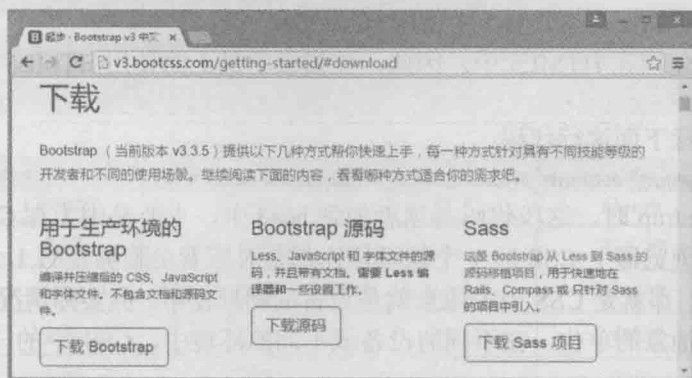 起步 · Bootstrap v3 中文
v3.bootcss.com/getting-started/#download
下载
Bootstrap （当前版本 v3.3.5）提供以下几种方式帮你快速上手，每一种方式针对具有不同技能等级的
开发者和不同的使用场景。继续阅读下面的内容，看看哪种方式适合你的需求吧。
用于生产环境的
Bootstrap
编译并压缩后的 CSS、JavaScript
和字体文件。不包含文档和源码文
件。
下载 Bootstrap
Bootstrap 源码
Less、JavaScript 和 字体文件的源
码，并且带有文档。需要 Less 编
译器和一些设置工作。
下载源码
Sass
这是 Bootstrap 从 Less 到 Sass 的
源码移植项目，用于快速地在
Rails、Compass 或 只针对 Sass
的项目中引入。
下载 Sass 项目